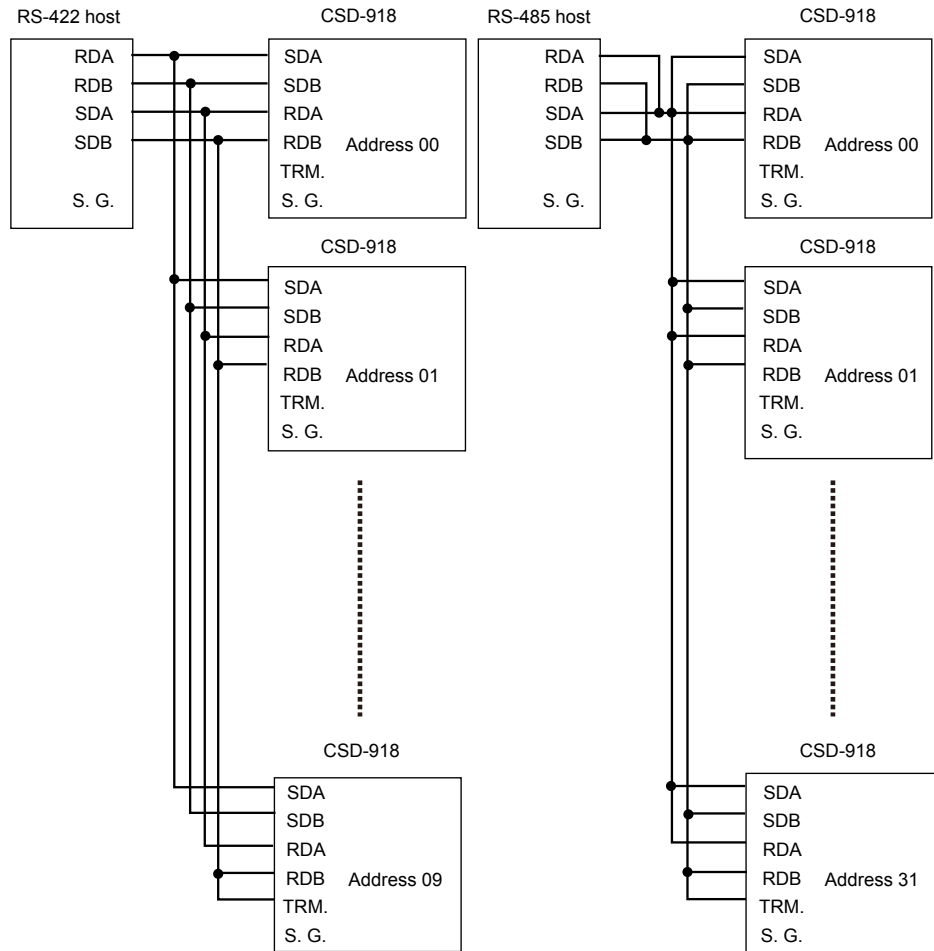 RS-422 host
RDA
RDB
SDA
SDB
S. G.
CSD-918
SDA
SDB
RDA
RDB Address 00
TRM.
S. G.
CSD-918
SDA
SDB
RDA
RDB Address 01
TRM.
S. G.
CSD-918
SDA
SDB
RDA
RDB Address 09
TRM.
S. G.
RS-485 host
RDA
RDB
SDA
SDB
S. G.
CSD-918
SDA
SDB
RDA
RDB Address 00
TRM.
S. G.
CSD-918
SDA
SDB
RDA
RDB Address 01
TRM.
S. G.
CSD-918
SDA
SDB
RDA
RDB Address 31
TRM.
S. G.